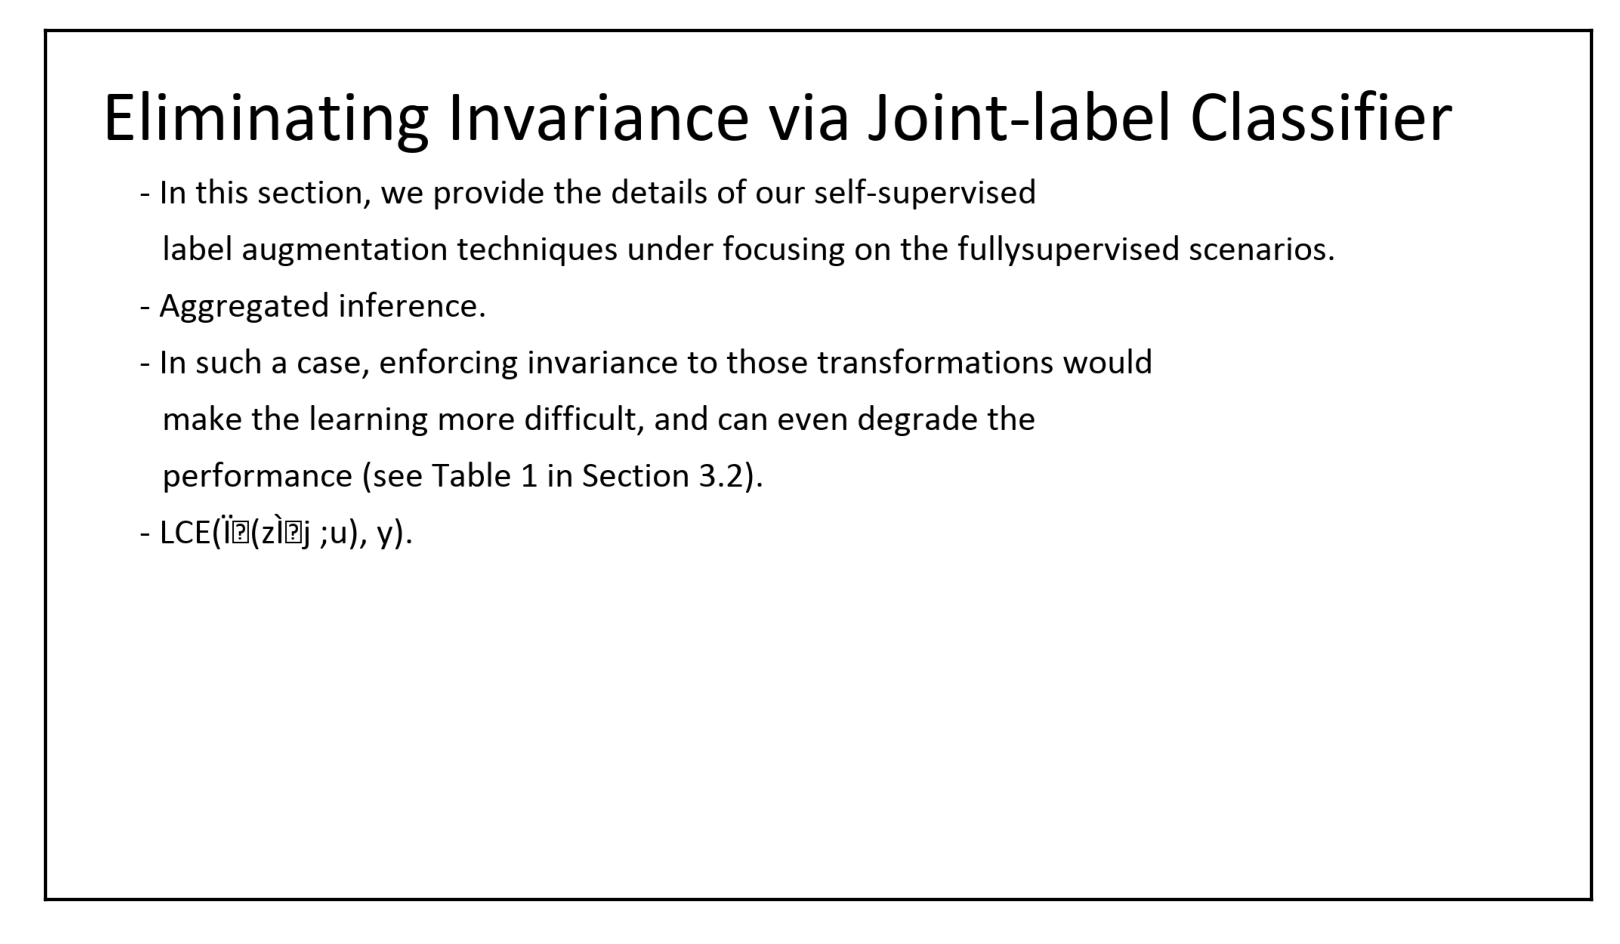 Eliminating Invariance via Joint-label Classifier
- In this section, we provide the details of our self-supervised
label augmentation techniques under focusing on the fullysupervised scenarios.
- Aggregated inference.
- In such a case, enforcing invariance to those transformations would
make the learning more difficult, and can even degrade the
performance (see Table 1 in Section 3.2).
- LCE(Ï�(zÌ�j ;u), y).